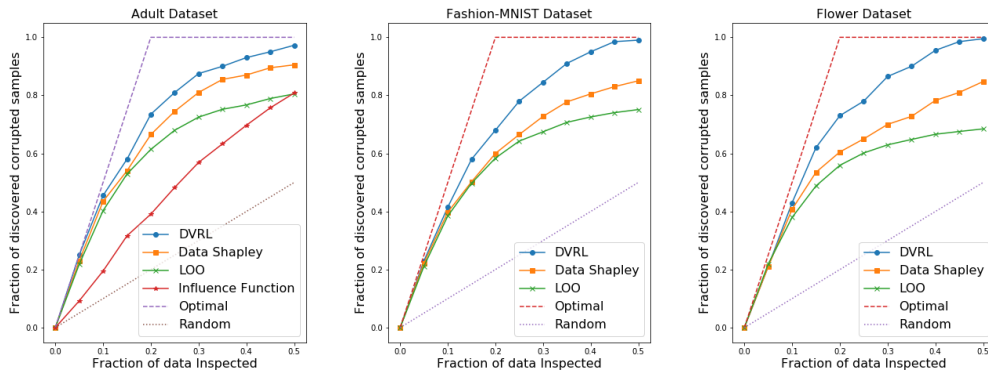 Adult Dataset
Fraction of discovered corrupted samples
1.0
0.8
0.6
0.4
0.2
0.0
DVRL
Data Shapley
LOO
Influence Function
Optimal
Random
0.0 0.1 0.2 0.3 0.4 0.5
Fraction of data Inspected
Fashion-MNIST Dataset
Fraction of discovered corrupted samples
1.0
0.8
0.6
0.4
0.2
0.0
DVRL
Data Shapley
LOO
Optimal
Random
0.0 0.1 0.2 0.3 0.4 0.5
Fraction of data Inspected
Flower Dataset
Fraction of discovered corrupted samples
1.0
0.8
0.6
0.4
0.2
0.0
DVRL
Data Shapley
LOO
Optimal
Random
0.0 0.1 0.2 0.3 0.4 0.5
Fraction of data Inspected